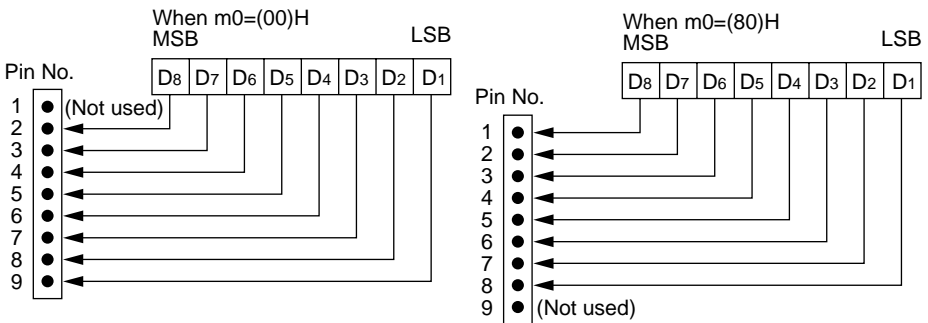 When m0=(00)H
MSB LSB
D8 D7 D6 D5 D4 D3 D2 D1
Pin No.
1 (Not used)
2
3
4
5
6
7
8
9
When m0=(80)H
MSB LSB
D8 D7 D6 D5 D4 D3 D2 D1
Pin No.
1
2
3
4
5
6
7
8
9 (Not used)